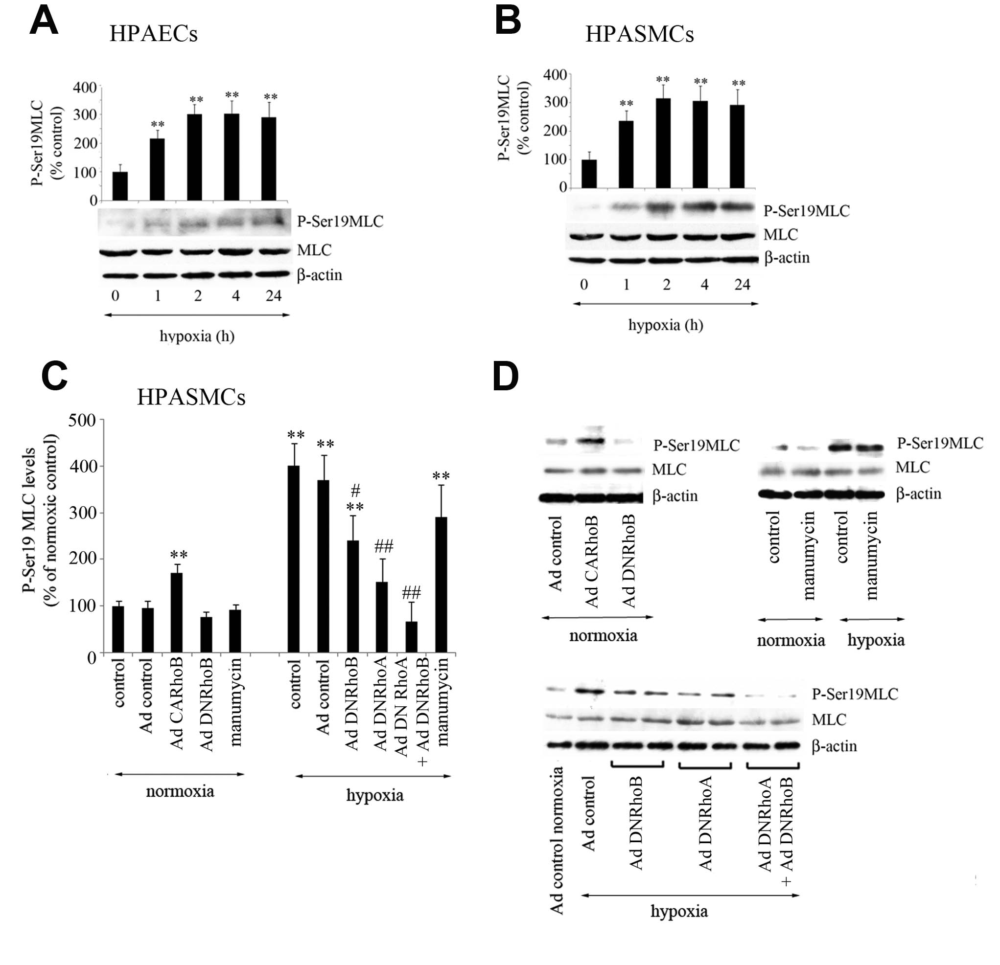 A
HPAECs
P-Ser19MLC
(% control)
400
300
200
100
0
**
**
**
**
P-Ser19MLC
MLC
β-actin
0 1 2 4 24
hypoxia (h)
B
HPASMCs
P-Ser19MLC
(% control)
400
300
200
100
0
**
**
**
**
P-Ser19MLC
MLC
β-actin
0 1 2 4 24
hypoxia (h)
C
HPASMCs
P-Ser19 MLC levels
(% of normoxic control)
500
400
300
200
100
0
**
**
**
#
**
##
##
**
control
Ad control
Ad CARhoB
Ad DNRhoB
manumycin
control
Ad control
Ad DNRhoB
Ad DNRhoA
Ad DN RhoA
+ Ad DNRhoB
manumycin
normoxia
hypoxia
D
P-Ser19MLC
MLC
β-actin
Ad control
Ad CARhoB
Ad DNRhoB
normoxia
P-Ser19MLC
MLC
β-actin
control
manumycin
control
manumycin
normoxia
hypoxia
P-Ser19MLC
MLC
β-actin
Ad control normoxia
Ad control
Ad DNRhoB
Ad DNRhoA
Ad DNRhoA
+ Ad DNRhoB
hypoxia